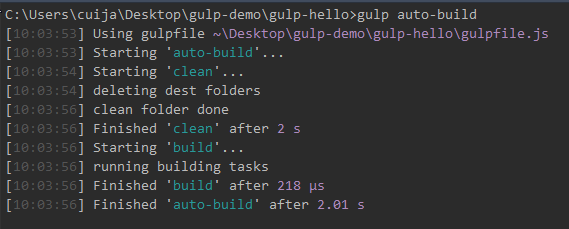 C:\Users\cuija\Desktop\gulp-demo\gulp-hello>gulp auto-build
[10:03:53] Using gulpfile ~\Desktop\gulp-demo\gulp-hello\gulpfile.js
[10:03:53] Starting 'auto-build'...
[10:03:54] Starting 'clean'...
[10:03:54] deleting dest folders
[10:03:56] clean folder done
[10:03:56] Finished 'clean' after 2 s
[10:03:56] Starting 'build'...
[10:03:56] running building tasks
[10:03:56] Finished 'build' after 218 μs
[10:03:56] Finished 'auto-build' after 2.01 s